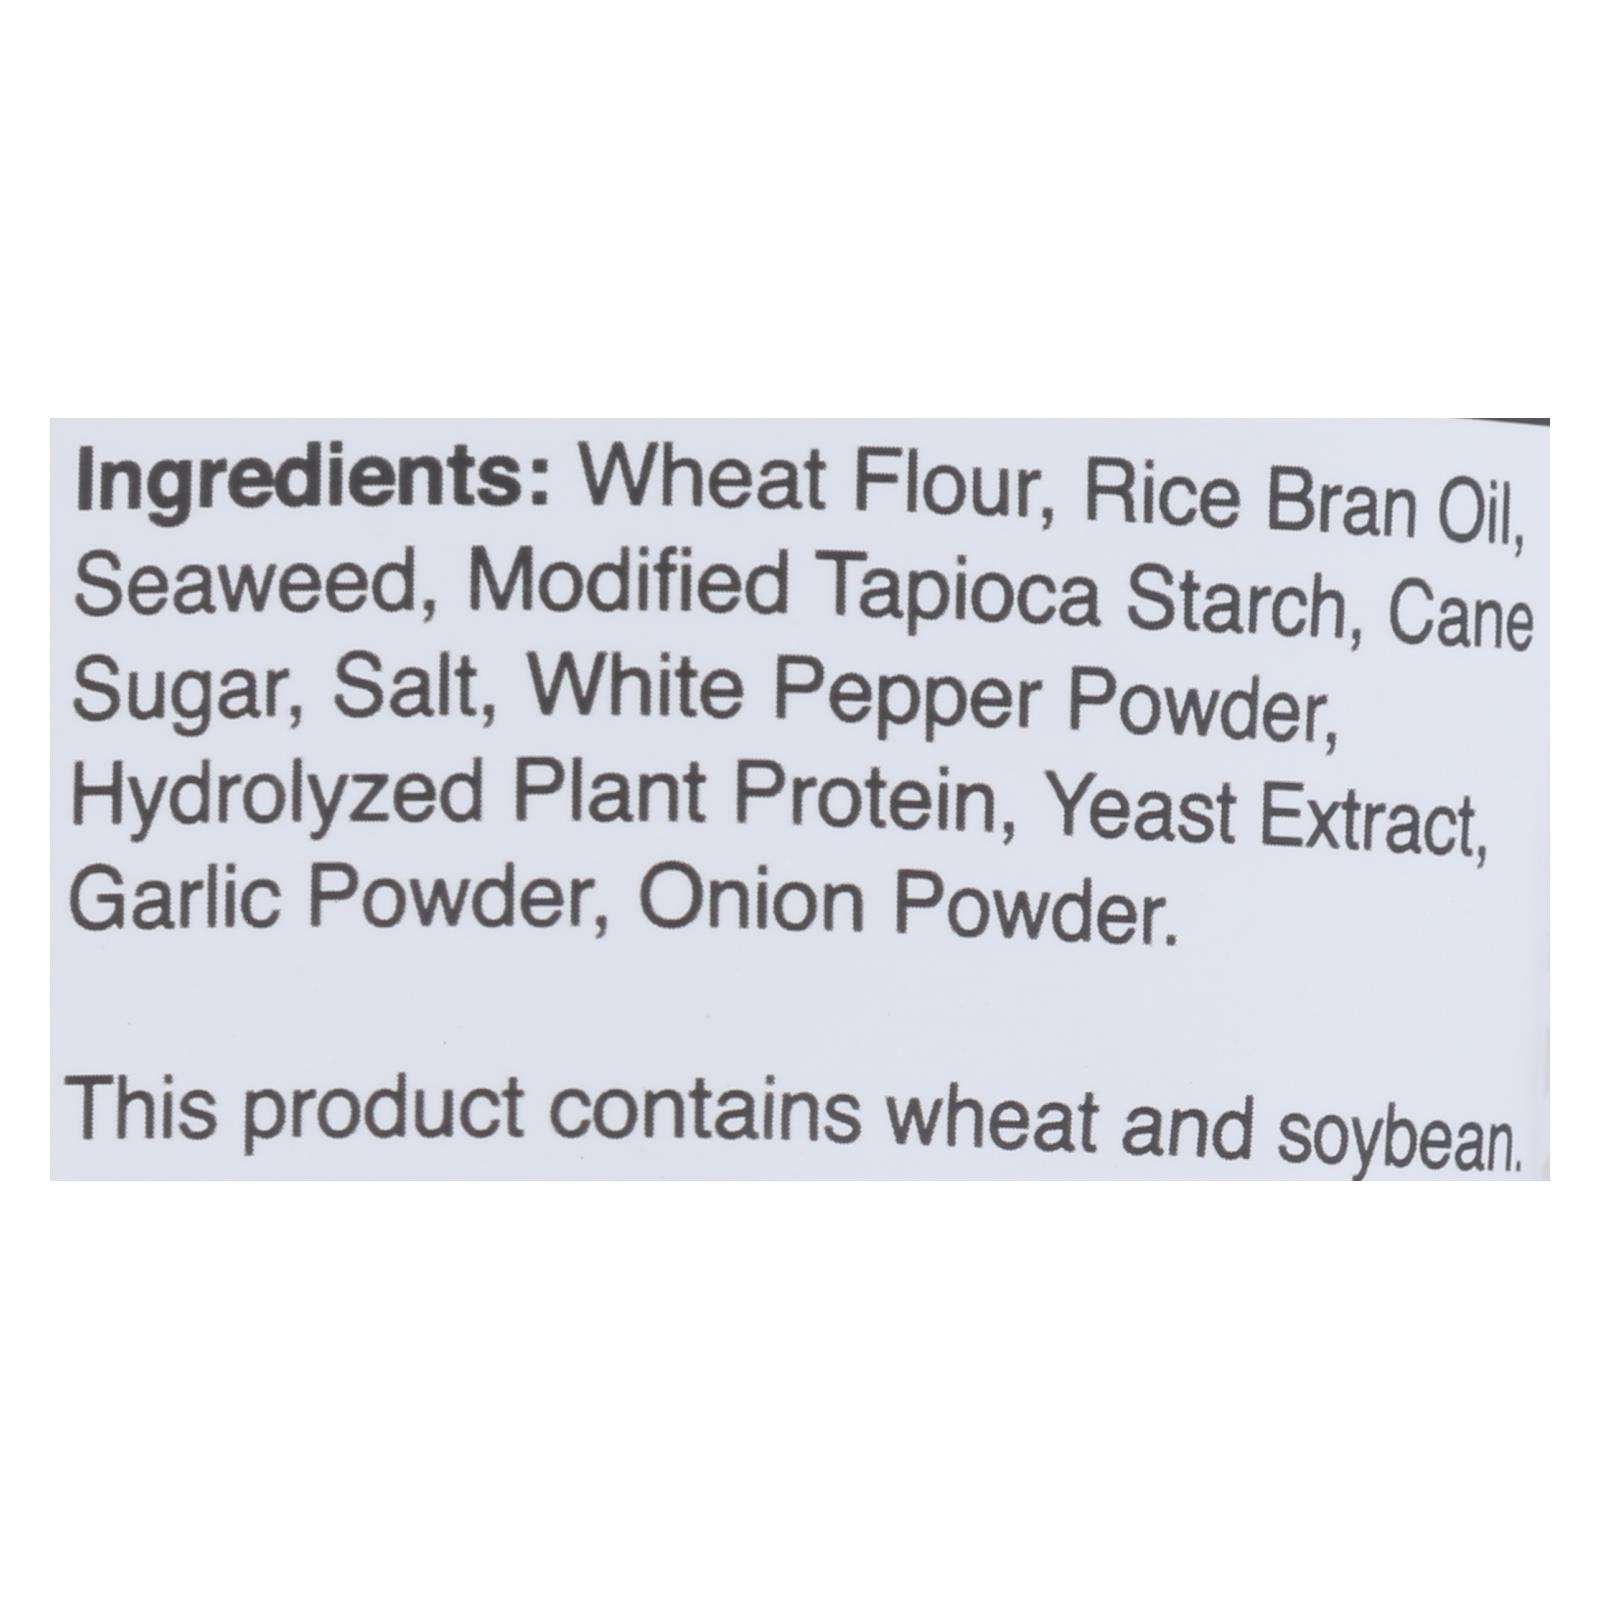 Ingredients: Wheat Flour, Rice Bran Oil,
Seaweed, Modified Tapioca Starch, Cane
Sugar, Salt, White Pepper Powder,
Hydrolyzed Plant Protein, Yeast Extract,
Garlic Powder, Onion Powder.
This product contains wheat and soybean.